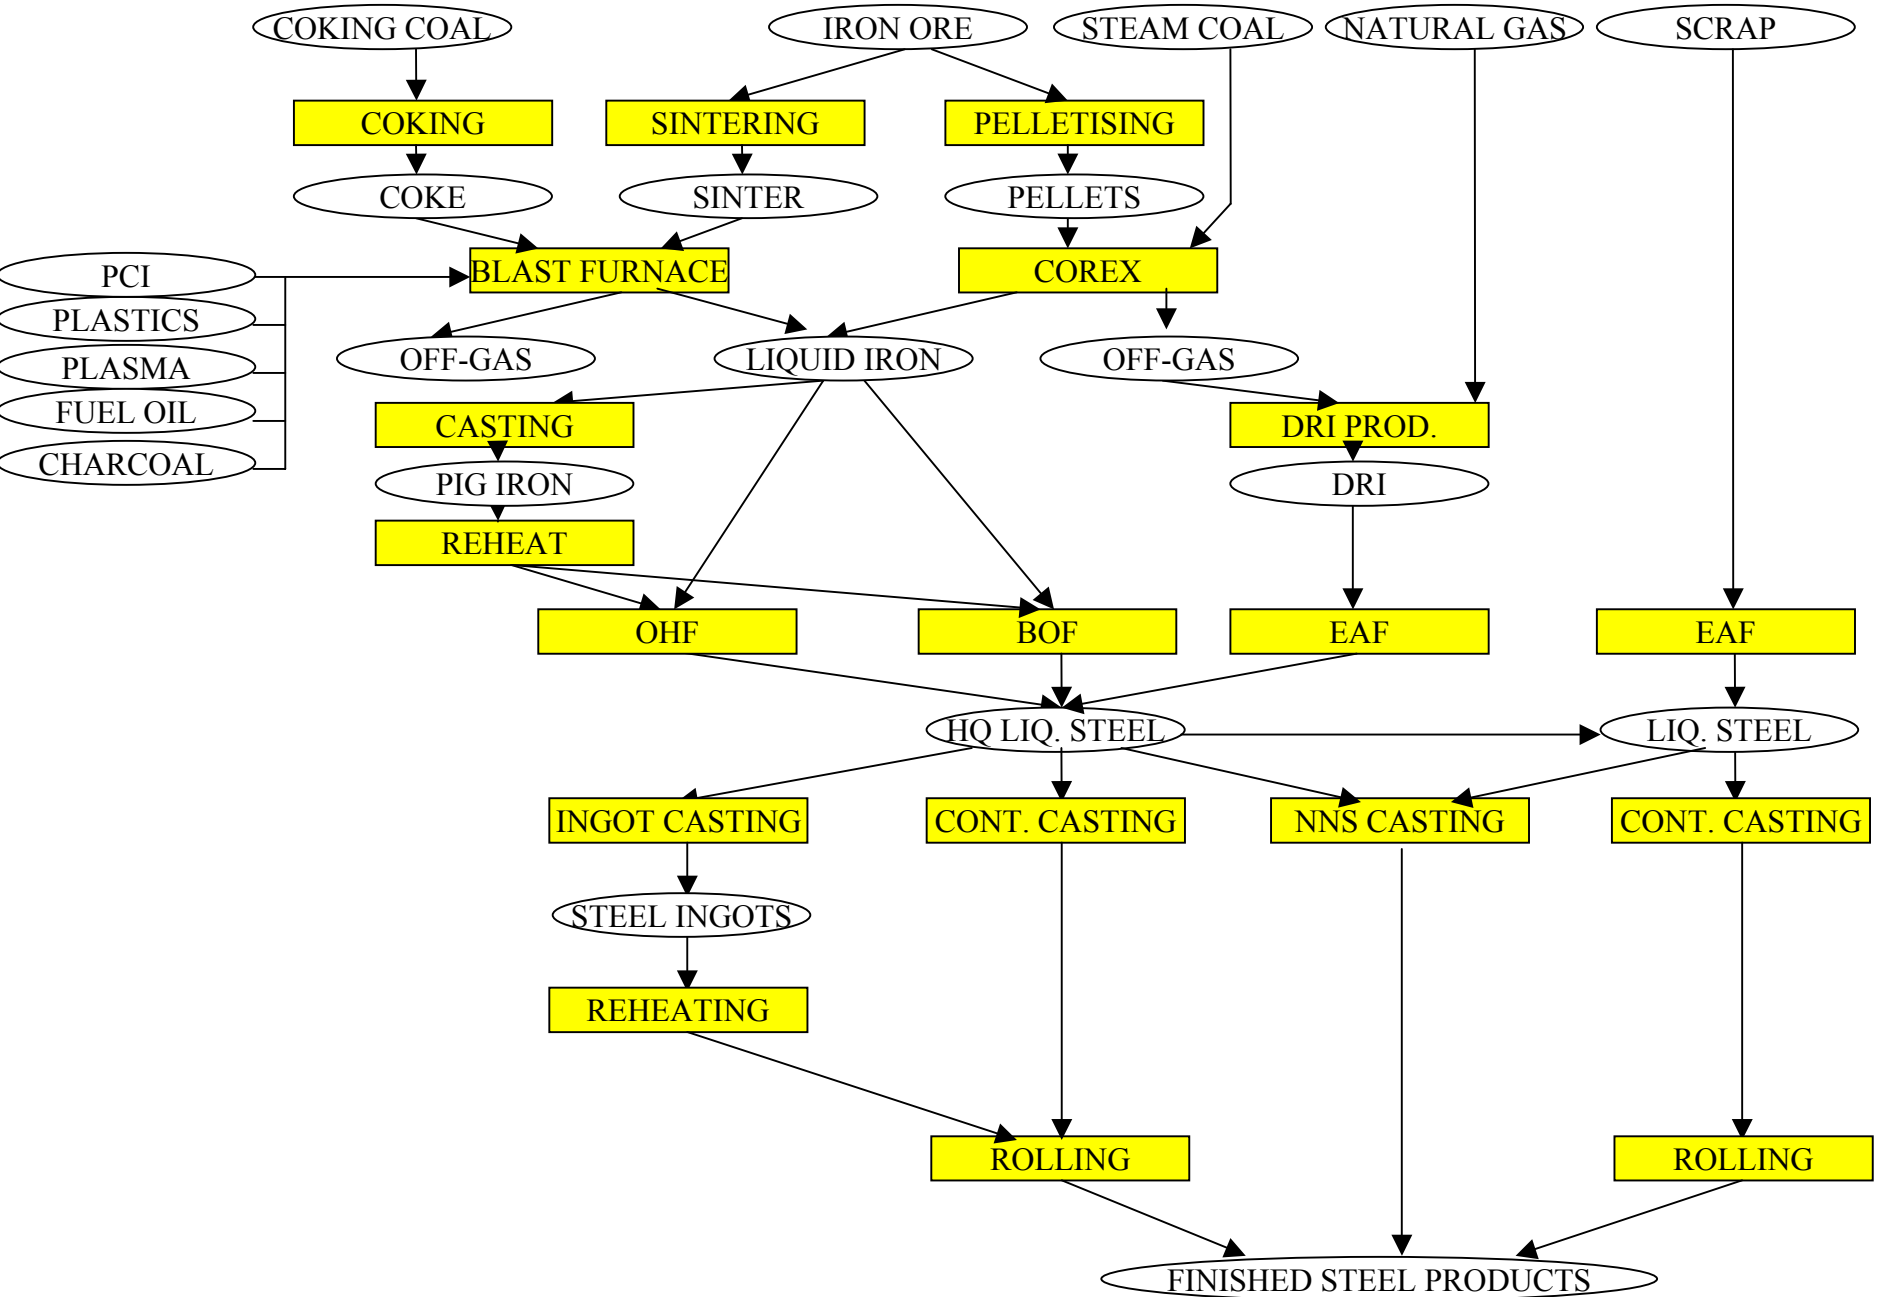 COKING COAL
IRON ORE
STEAM COAL
NATURAL GAS
SCRAP
COKING
SINTERING
PELLETISING
COKE
SINTER
PELLETS
BLAST FURNACE
COREX
PCI
PLASTICS
PLASMA
FUEL OIL
CHARCOAL
OFF-GAS
LIQUID IRON
OFF-GAS
CASTING
DRI PROD.
PIG IRON
DRI
REHEAT
OHF
BOF
EAF
EAF
HQ LIQ. STEEL
LIQ. STEEL
INGOT CASTING
CONT. CASTING
NNS CASTING
CONT. CASTING
STEEL INGOTS
REHEATING
ROLLING
ROLLING
FINISHED STEEL PRODUCTS